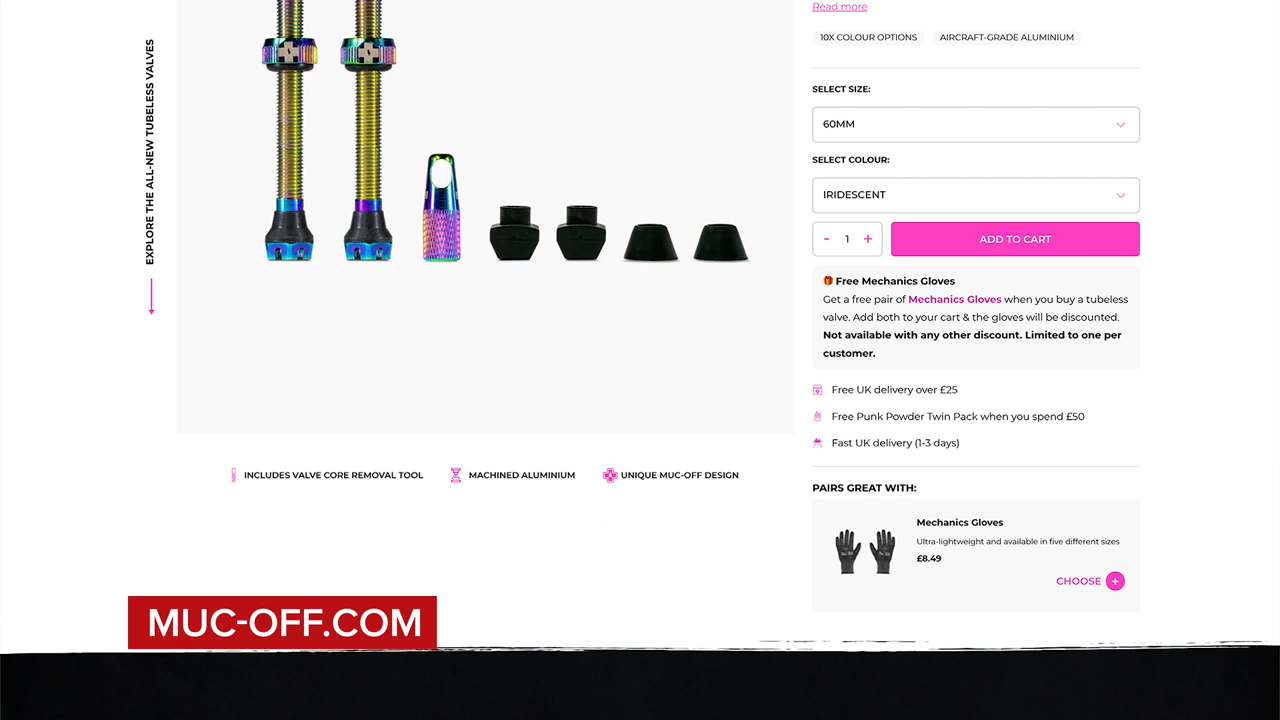 Read more
10X COLOUR OPTIONS
AIRCRAFT-GRADE ALUMINIUM
EXPLORE THE ALL-NEW TUBELESS VALVES
SELECT SIZE:
60MM
SELECT COLOUR:
IRIDESCENT
- 1 +
ADD TO CART
Free Mechanics Gloves
Get a free pair of Mechanics Gloves when you buy a tubeless
valve. Add both to your cart & the gloves will be discounted.
Not available with any other discount. Limited to one per
customer.
Free UK delivery over £25
Free Punk Powder Twin Pack when you spend £50
Fast UK delivery (1-3 days)
INCLUDES VALVE CORE REMOVAL TOOL
MACHINED ALUMINIUM
UNIQUE MUC-OFF DESIGN
PAIRS GREAT WITH:
Mechanics Gloves
Ultra-lightweight and available in five different sizes
£8.49
CHOOSE +
MUC-OFF.COM